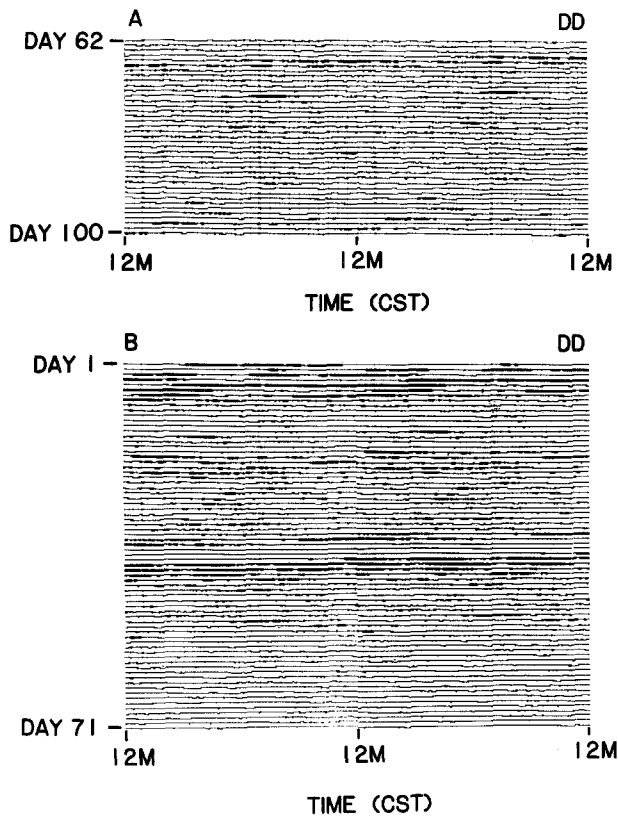 A
DD
DAY 62
DAY 100
12M 12M 12M
TIME (CST)
B
DD
DAY 1
DAY 71
12M 12M 12M
TIME (CST)